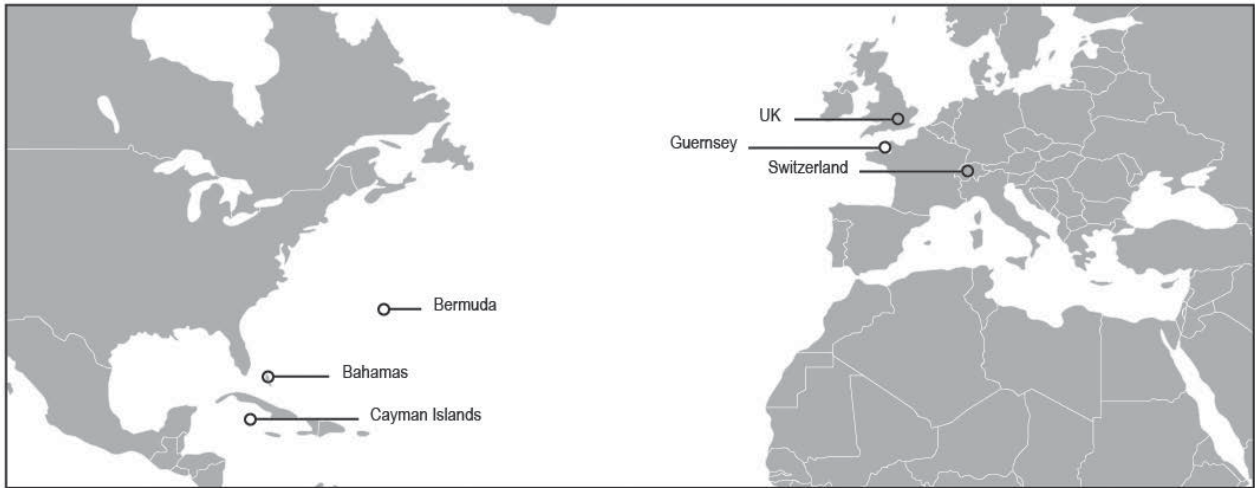 UK
Guernsey
Switzerland
Bermuda
Bahamas
Cayman Islands